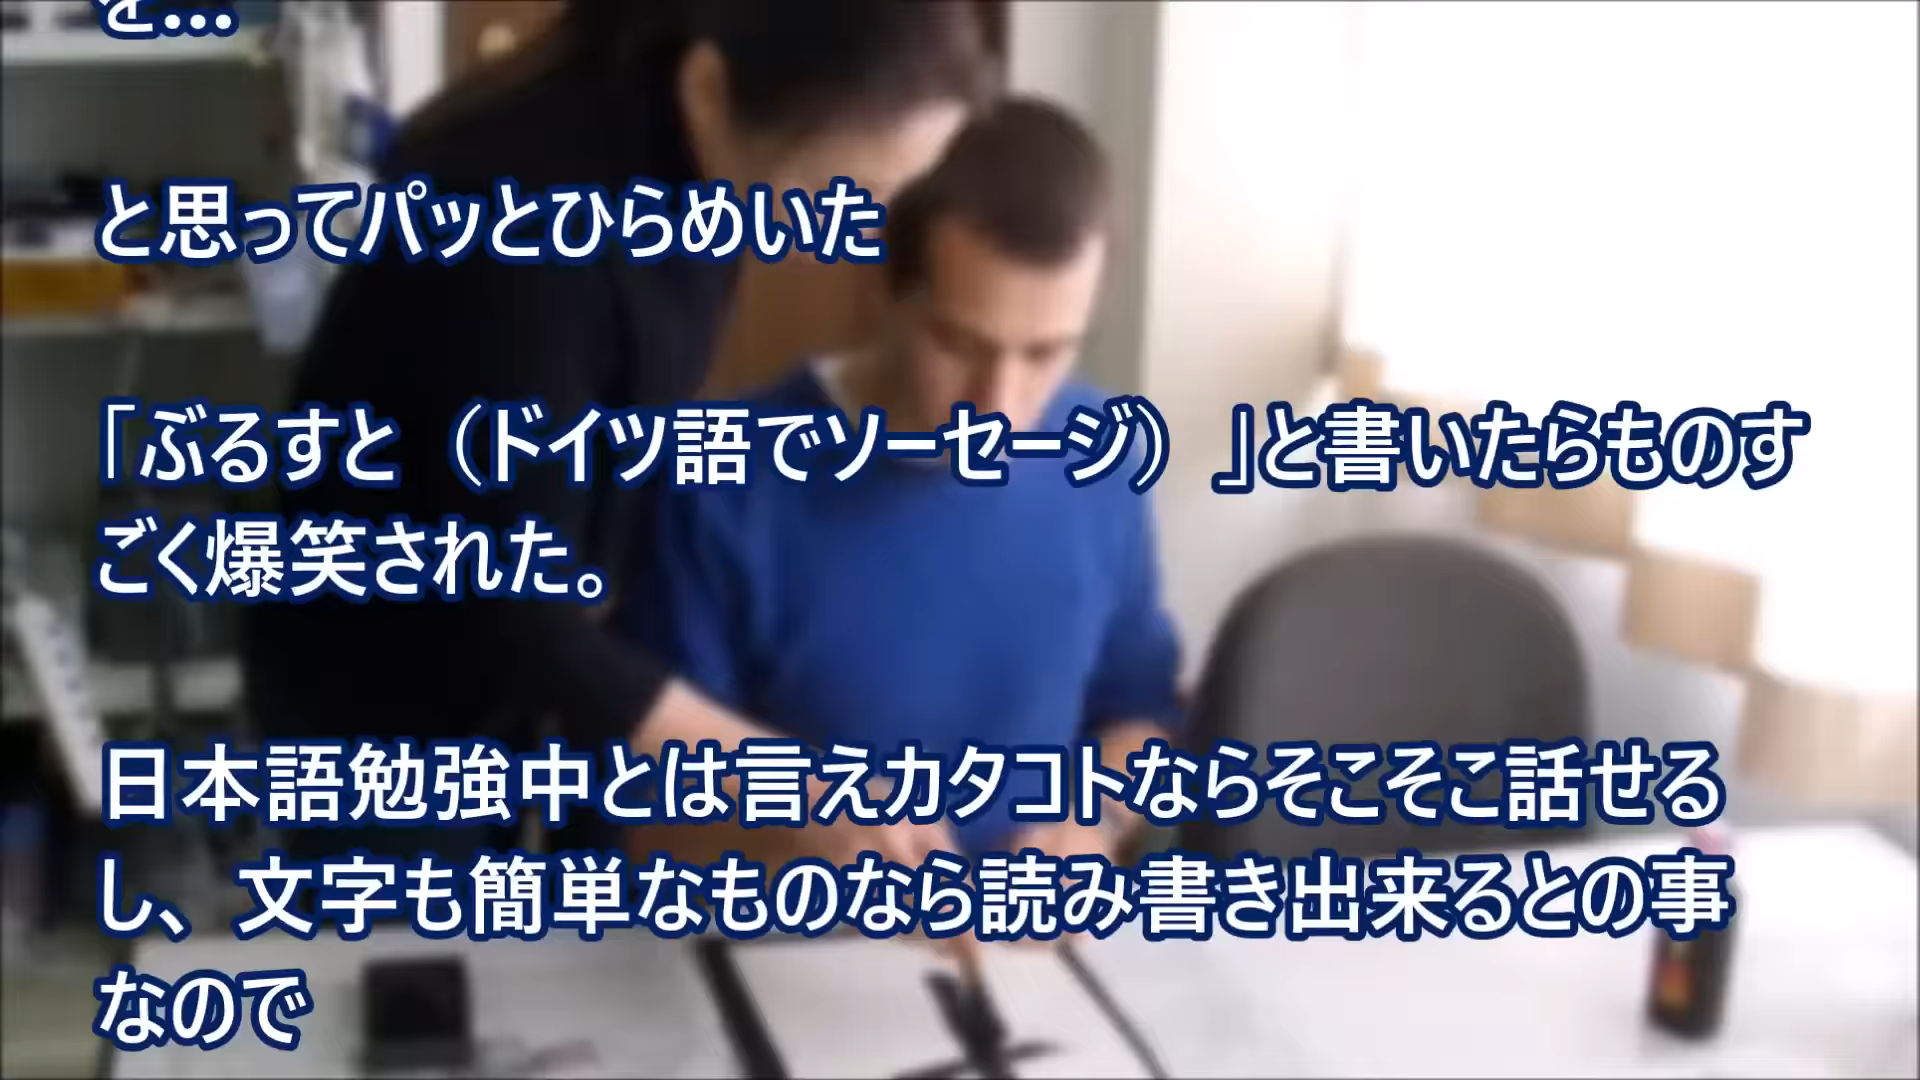 を…
と思ってパッとひらめいた
「ぶるすと（ドイツ語でソーセージ）」と書いたらものす
ごく爆笑された。
日本語勉強中とは言えカタコトならそこそこ話せる
し、文字も簡単なものなら読み書き出来るとの事
なので